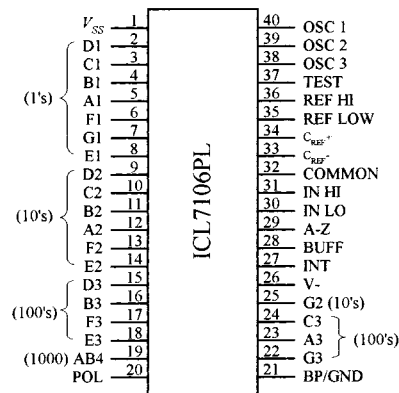 V_SS 1 40 OSC 1
D1 2 39 OSC 2
C1 3 38 OSC 3
B1 4 37 TEST
(1's) A1 5 36 REF HI
F1 6 35 REF LOW
G1 7 34 C_REF+
E1 8 33 C_REF-
D2 9 32 COMMON
C2 10 31 IN HI
(10's) B2 11 30 IN LO
A2 12 29 A-Z
F2 13 28 BUFF
E2 14 27 INT
D3 15 26 V-
(100's) B3 16 25 G2 (10's)
F3 17 24 C3
E3 18 23 A3 (100's)
(1000) AB4 19 22 G3
POL 20 21 BP/GND
ICL7106PL